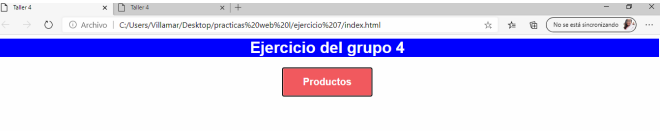 Taller 4
Taller 4
Archivo
C:/Users/Villamar/Desktop/practicas%20web%20I/ejercicio%207/index.html
No se está sincronizando
Ejercicio del grupo 4
Productos